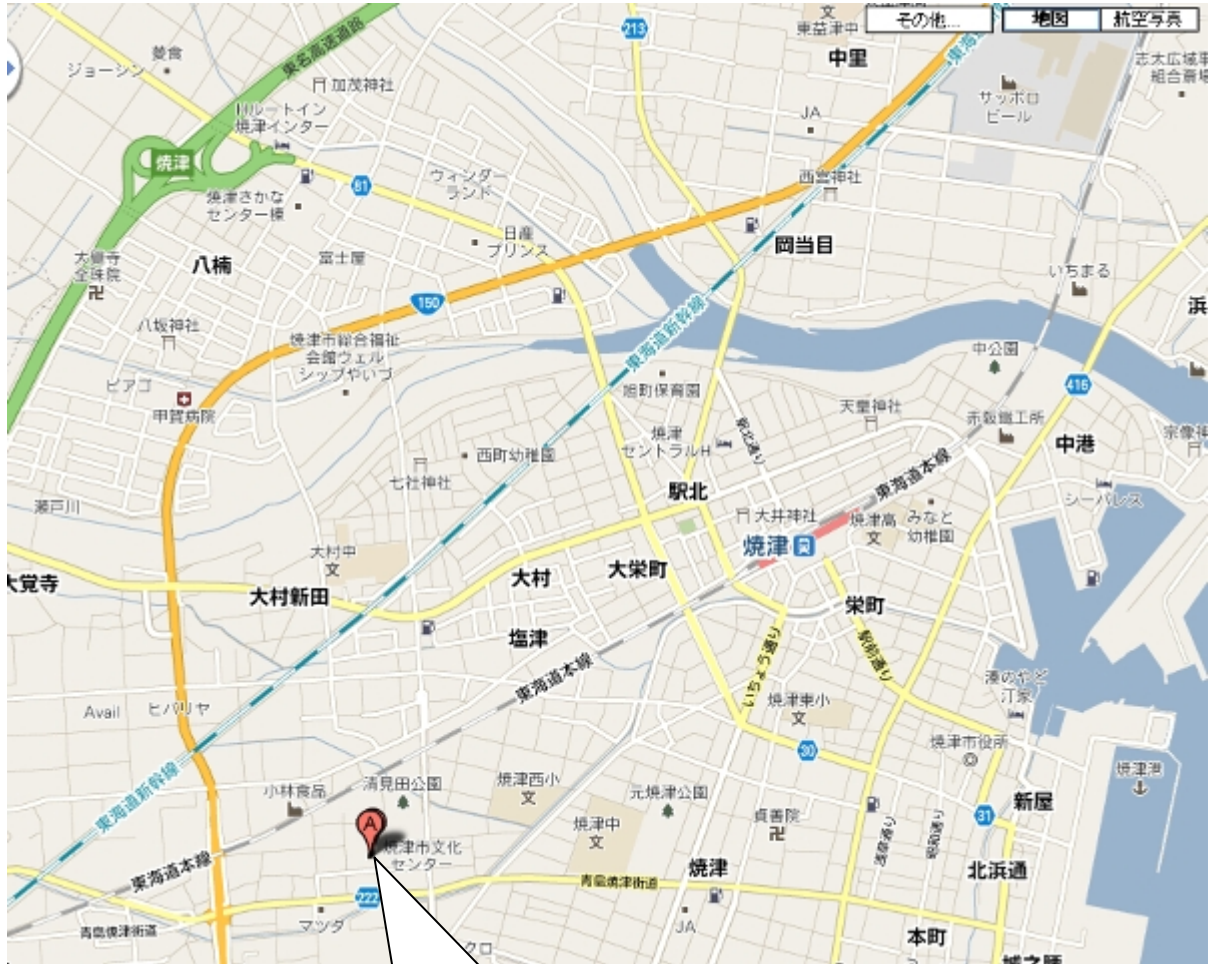 その他...
地図
航空写真
東益津中
213
中里
志太広域事
組合斎場
東名高速道路
菱食
ジョーシン
加茂神社
Hルートイン
焼津インター
サッポロ
ビール
JA
焼津
81
ウィンダー
ランド
西宮神社
焼津さかな
センター棟
日産
プリンス
岡当目
大覚寺
全珠院
八楠
富士屋
いちまる
150
東海道新幹線
浜
八坂神社
焼津市総合福祉
会館ウェル
シップやいづ
中公園
ピアゴ
甲賀病院
旭町保育園
416
天皇神社
赤阪鐵工所
宗像神
焼津
セントラルH
駅北通り
中港
西町幼稚園
七社神社
東海道本線
駅北
シーパレス
瀬戸川
大井神社
焼津高
みなと
幼稚園
大村中
焼津
大覚寺
大村新田
大村
大栄町
栄町
塩津
駅前通り
東海道本線
湊のやど
汀家
Avail
ヒバリヤ
焼津東小
30
焼津市役所
焼津港
東海道新幹線
小林食品
清見田公園
焼津西小
元焼津公園
新屋
A
焼津中
貞善院
31
焼津市文化
センター
昭和通り
東海道本線
焼津
北浜通
222
青島焼津街道
青島焼津街道
マツダ
JA
クロ
本町
城之腰